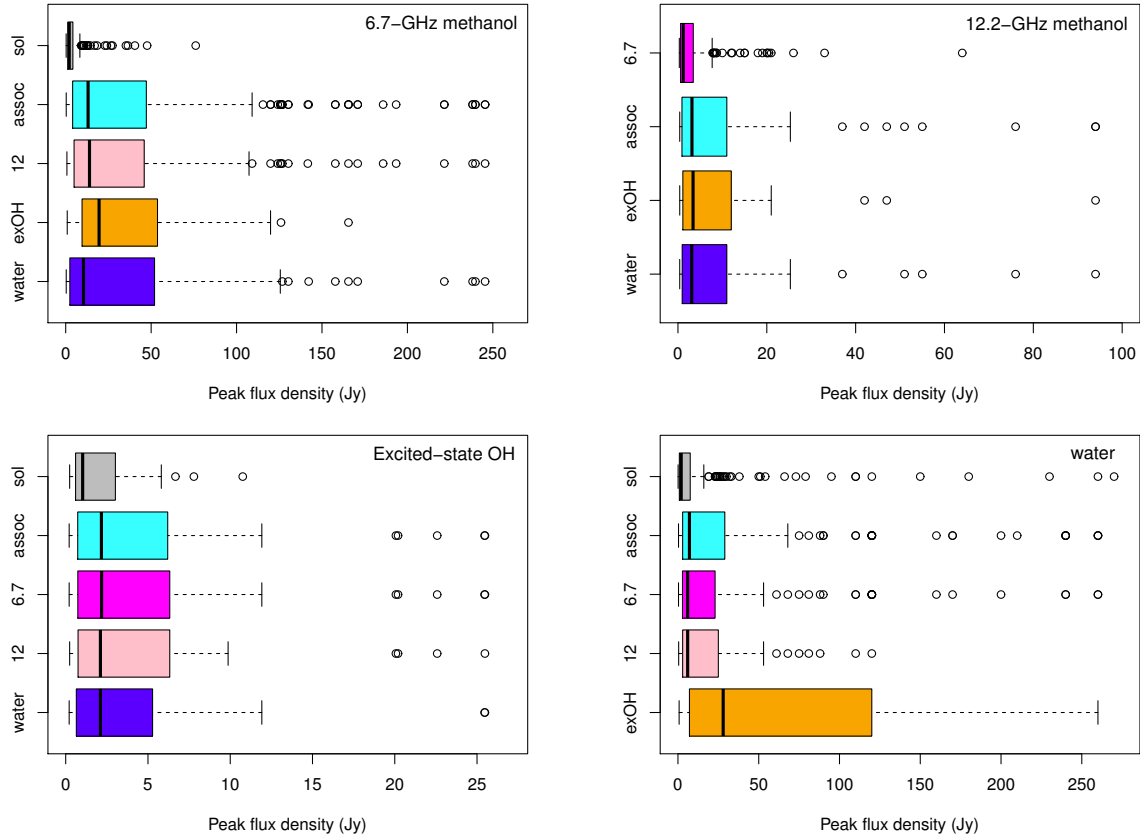 6.7−GHz methanol
sol
assoc
12
exOH
water
0 50 100 150 200 250
Peak flux density (Jy)
12.2−GHz methanol
6.7
assoc
exOH
water
0 20 40 60 80 100
Peak flux density (Jy)
Excited−state OH
sol
assoc
6.7
12
water
0 5 10 15 20 25
Peak flux density (Jy)
water
sol
assoc
6.7
12
exOH
0 50 100 150 200 250
Peak flux density (Jy)